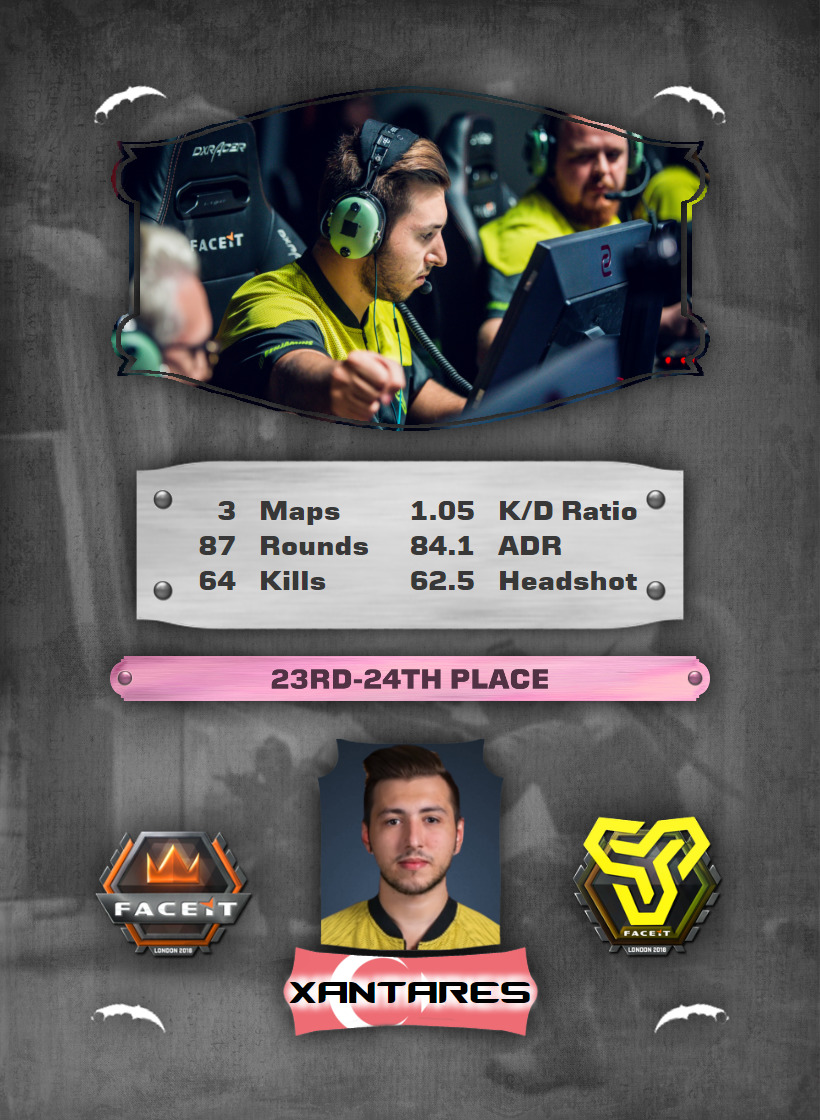 DXRACER
FACEIT
3 Maps 1.05 K/D Ratio
87 Rounds 84.1 ADR
64 Kills 62.5 Headshot
23RD-24TH PLACE
FACEIT
LONDON 2018
FACEIT
LONDON 2018
XANTARES